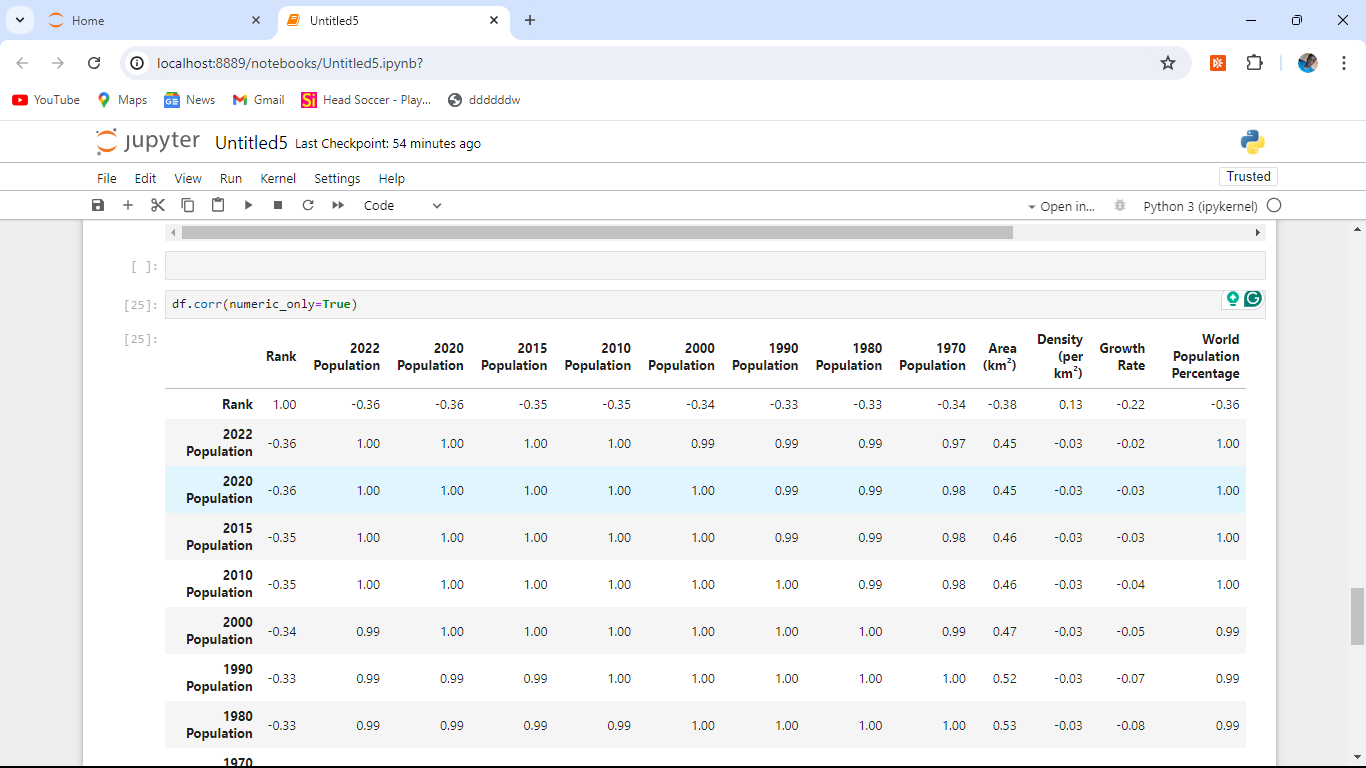 Home
Untitled5
localhost:8889/notebooks/Untitled5.ipynb?
YouTube Maps News Gmail Head Soccer - Play... ddddddw
jupyter Untitled5 Last Checkpoint: 54 minutes ago
File Edit View Run Kernel Settings Help
Trusted
Code
Open in...
Python 3 (ipykernel)
[ ]:
[25]: df.corr(numeric_only=True)
[25]:
Rank 2022 Population 2020 Population 2015 Population 2010 Population 2000 Population 1990 Population 1980 Population 1970 Population Area (km²) Density (per km²) Growth Rate World Population Percentage
Rank 1.00 -0.36 -0.36 -0.35 -0.35 -0.34 -0.33 -0.33 -0.34 -0.38 0.13 -0.22 -0.36
2022 Population -0.36 1.00 1.00 1.00 1.00 0.99 0.99 0.99 0.97 0.45 -0.03 -0.02 1.00
2020 Population -0.36 1.00 1.00 1.00 1.00 1.00 0.99 0.99 0.98 0.45 -0.03 -0.03 1.00
2015 Population -0.35 1.00 1.00 1.00 1.00 1.00 0.99 0.99 0.98 0.46 -0.03 -0.03 1.00
2010 Population -0.35 1.00 1.00 1.00 1.00 1.00 1.00 0.99 0.98 0.46 -0.03 -0.04 1.00
2000 Population -0.34 0.99 1.00 1.00 1.00 1.00 1.00 1.00 0.99 0.47 -0.03 -0.05 0.99
1990 Population -0.33 0.99 0.99 0.99 1.00 1.00 1.00 1.00 1.00 0.52 -0.03 -0.07 0.99
1980 Population -0.33 0.99 0.99 0.99 0.99 1.00 1.00 1.00 1.00 0.53 -0.03 -0.08 0.99
1970